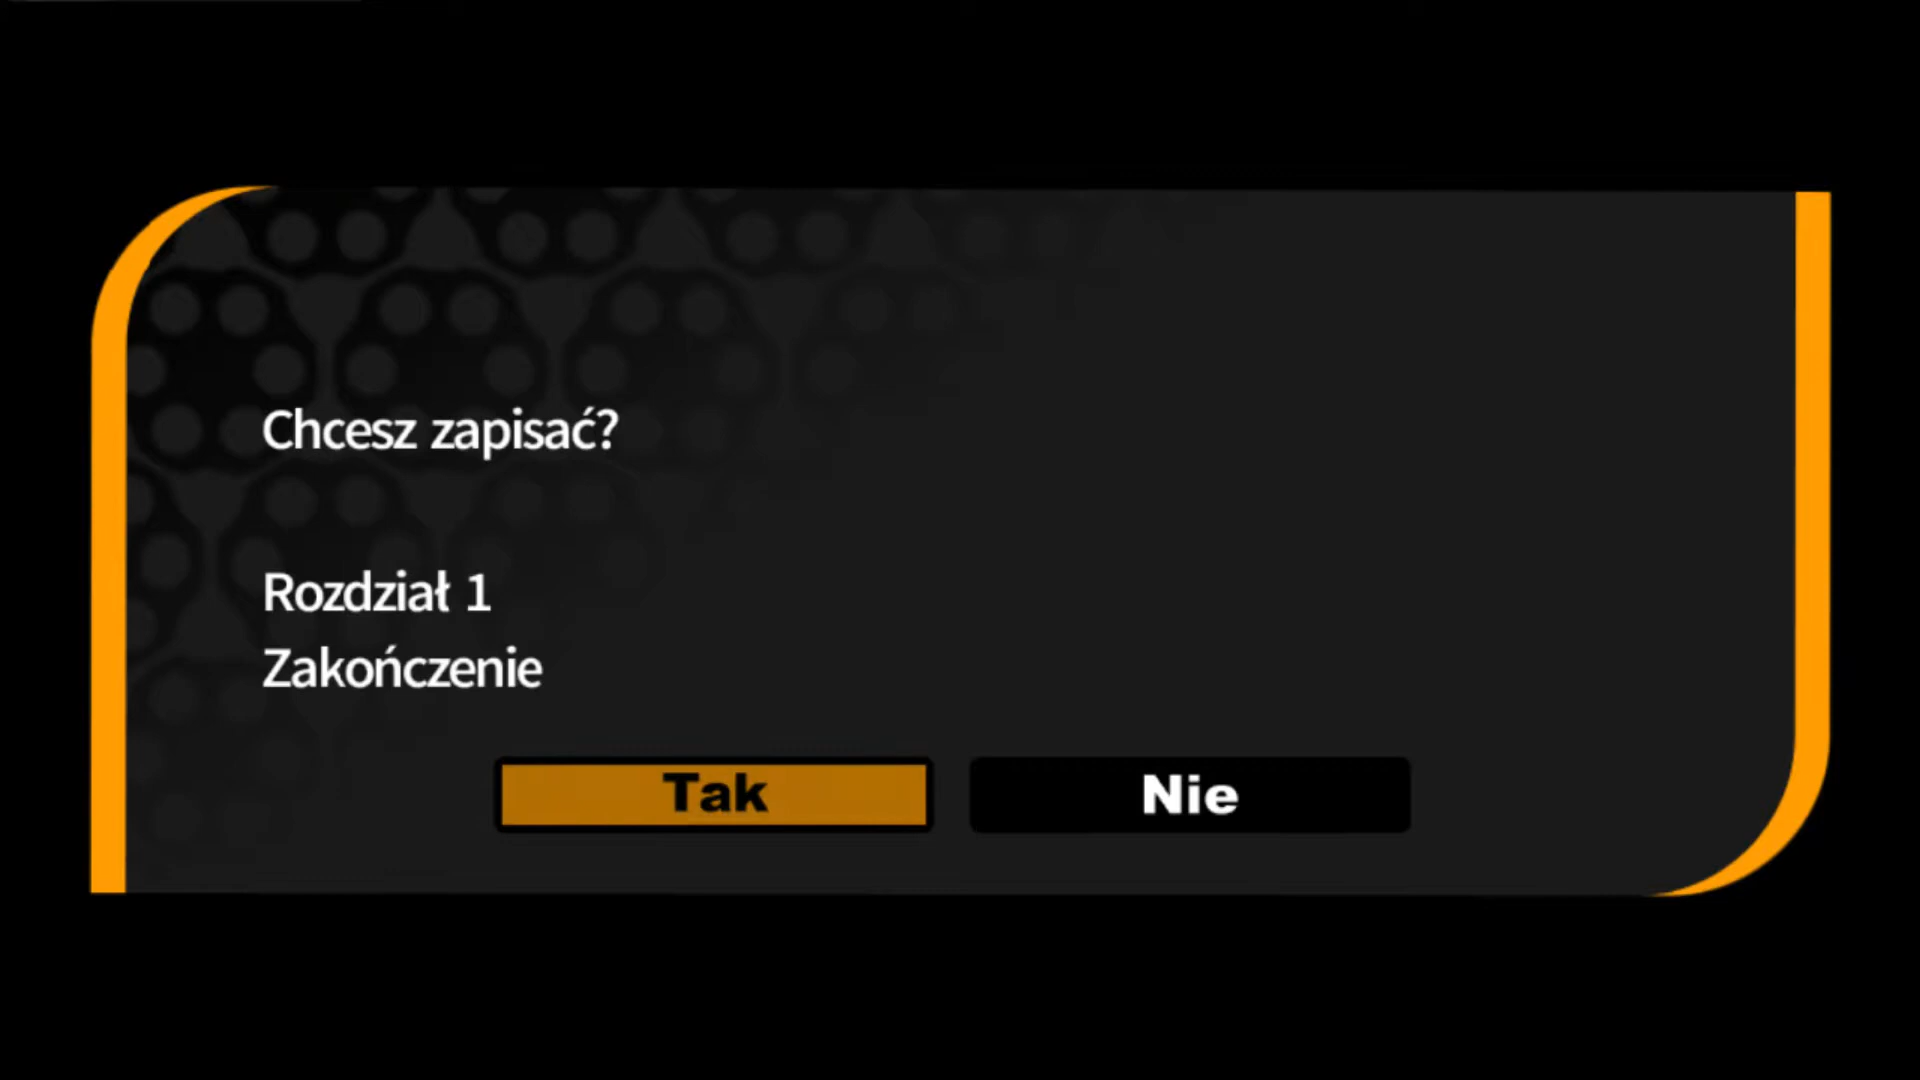 Chcesz zapisać?
Rozdział 1
Zakończenie
Tak
Nie